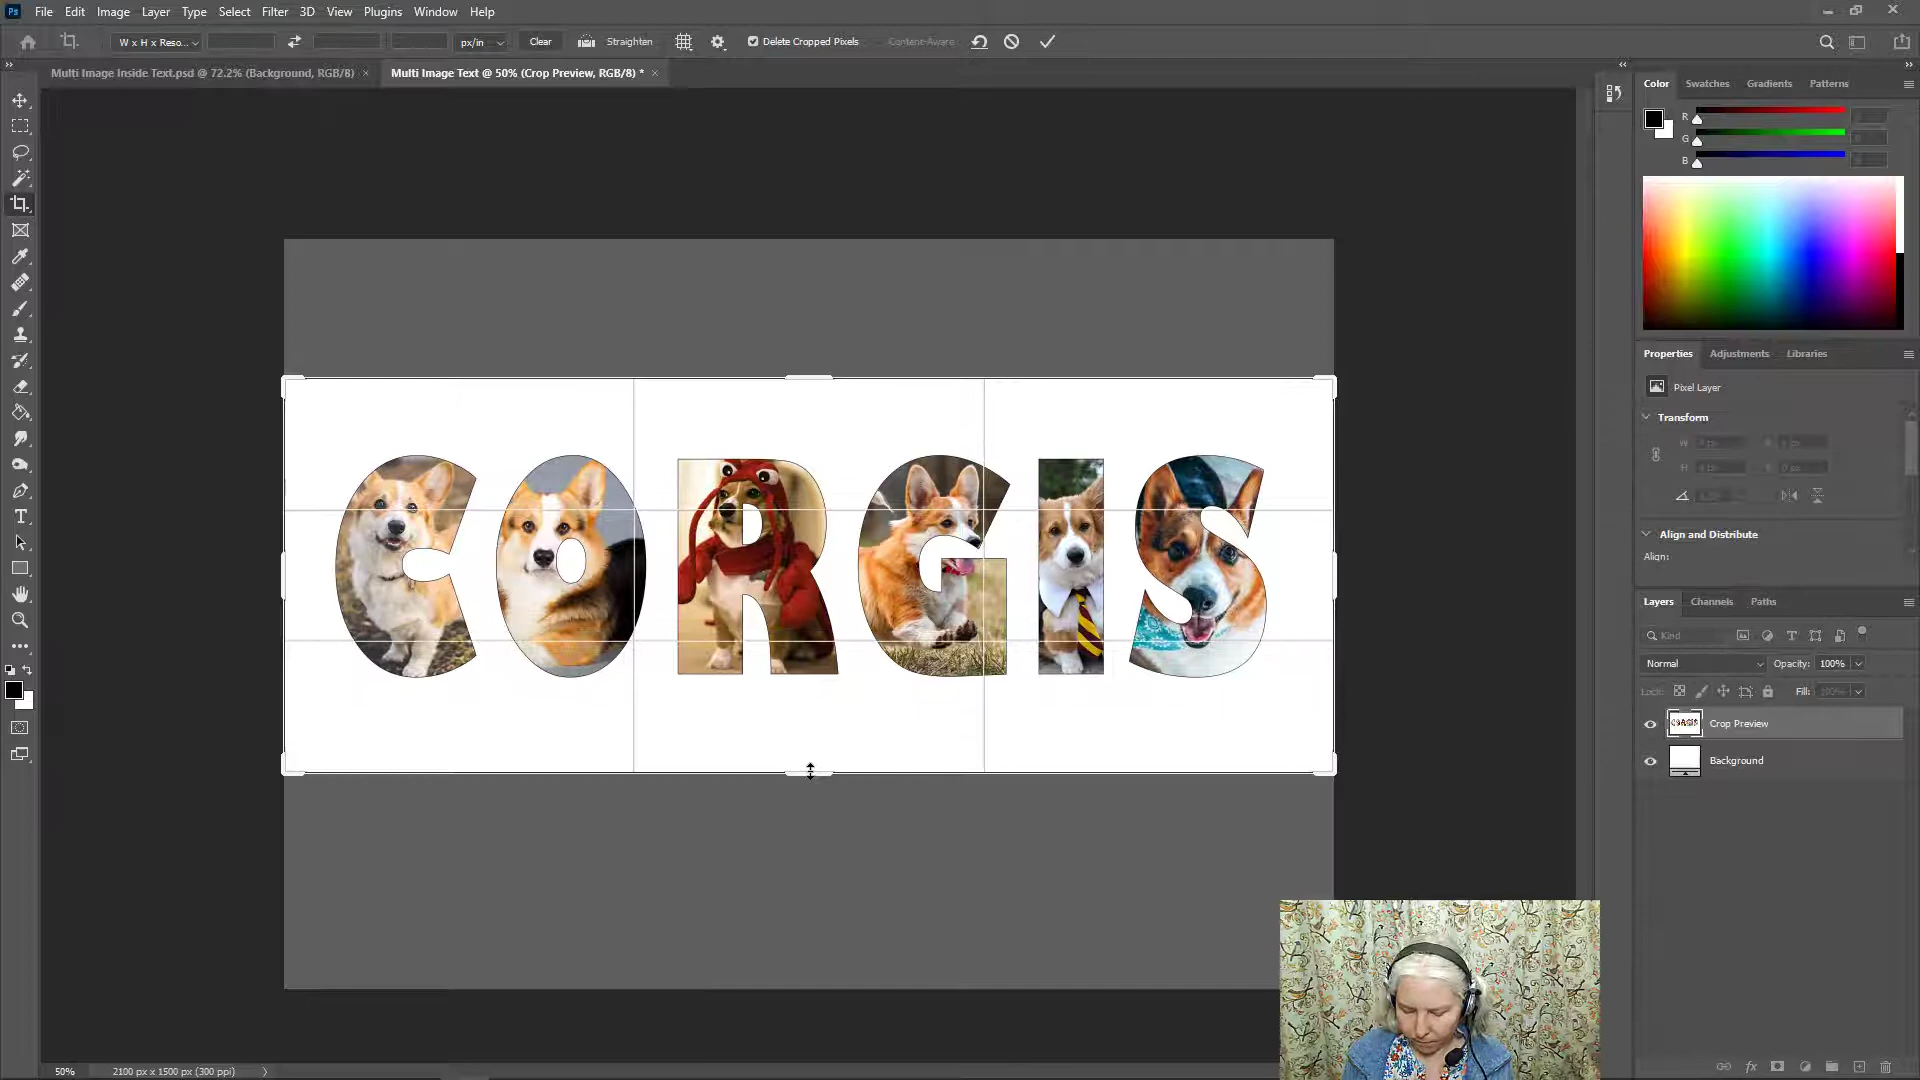 Ps File Edit Image Layer Type Select Filter 3D View Plugins Window Help
W x H x Reso... px/in Clear Straighten Delete Cropped Pixels Content-Aware
Multi Image Inside Text.psd @ 72.2% (Background, RGB/8) × Multi Image Text @ 50% (Crop Preview, RGB/8) * ×
Color Swatches Gradients Patterns
R
G
B
CORGIS
Properties Adjustments Libraries
Pixel Layer
Transform
W
H
Align and Distribute
Align:
Layers Channels Paths
Kind
Normal Opacity: 100%
Lock: Fill: 100%
Crop Preview
Background
50% 2100 px x 1500 px (300 ppi)